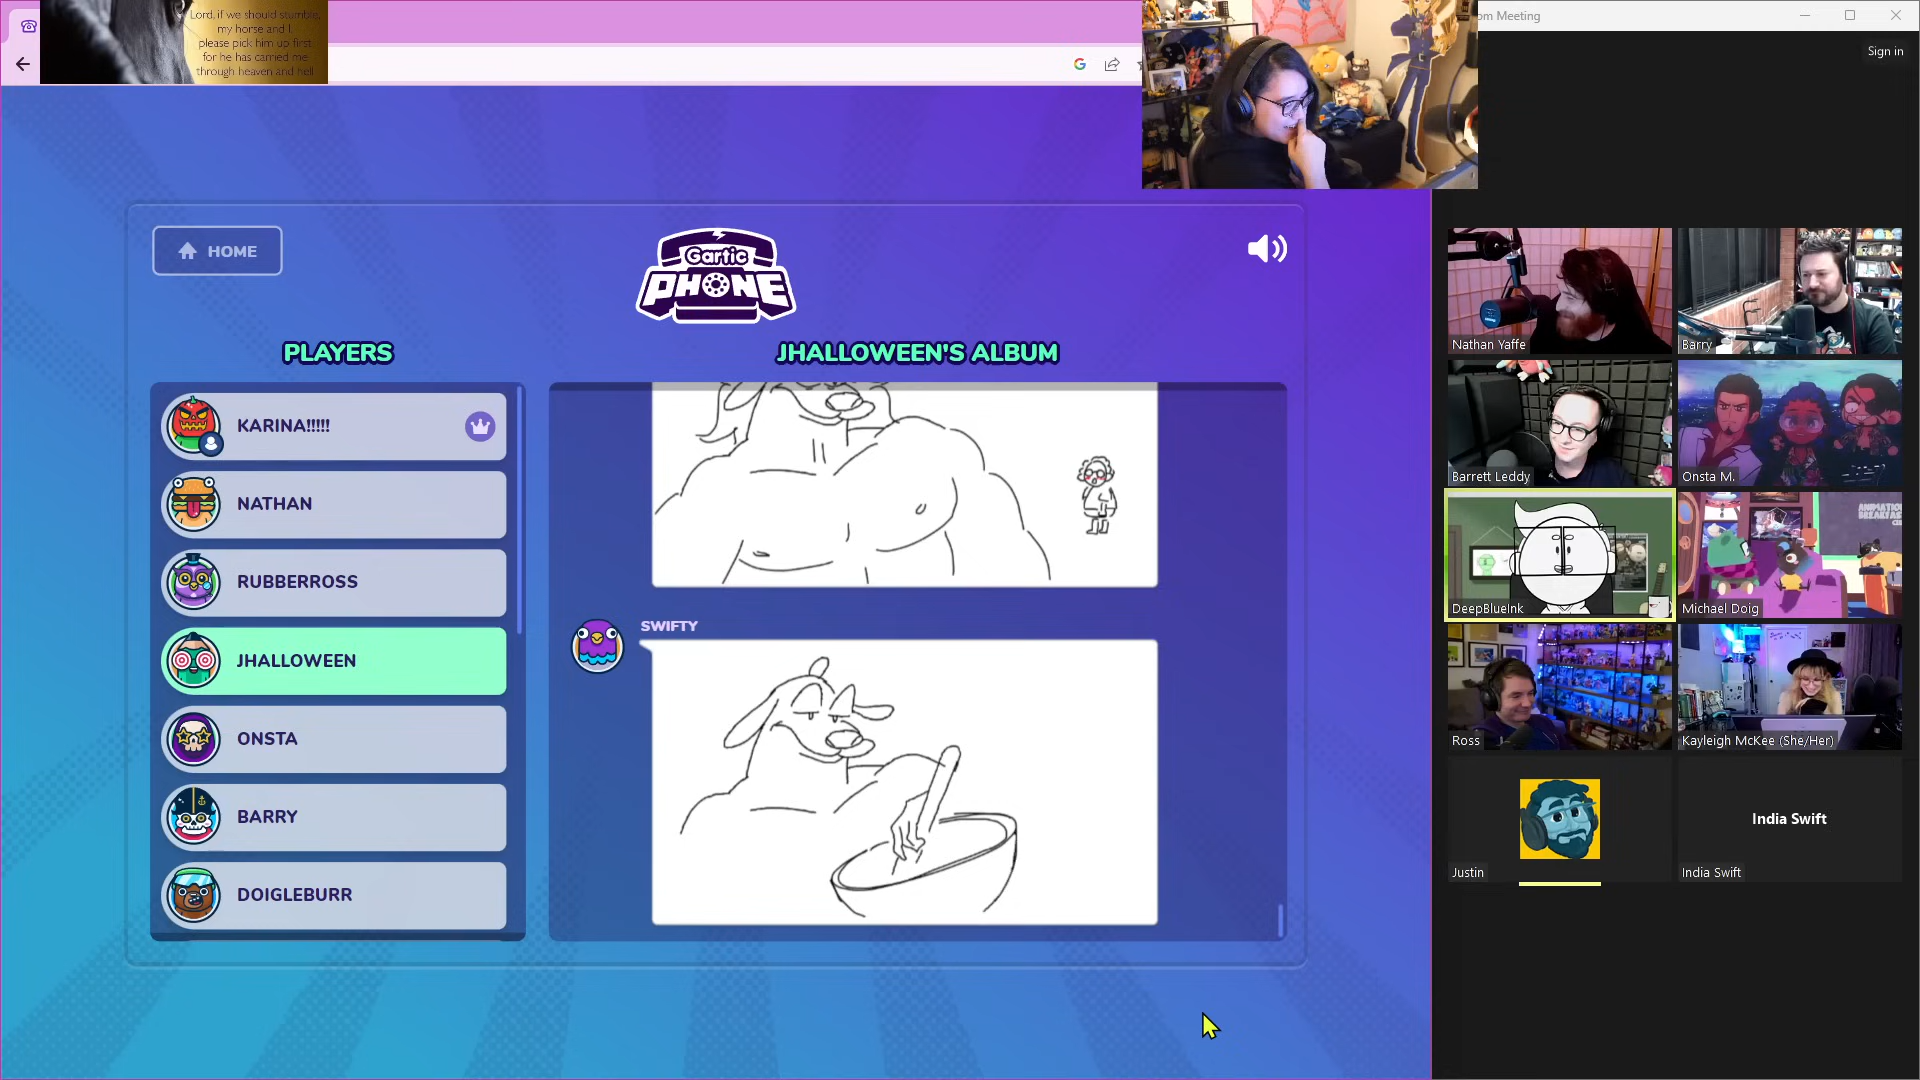 Lord, if we should stumble,
my horse and I,
please pick him up first,
for he has carried me
through heaven and hell
om Meeting
Sign in
HOME
Gartic
PHONE
PLAYERS
JHALLOWEEN'S ALBUM
KARINA!!!!!
NATHAN
RUBBERROSS
JHALLOWEEN
ONSTA
BARRY
DOIGLEBURR
SWIFTY
Nathan Yaffe
Barry
Barrett Leddy
Onsta M.
DeepBlueInk
ANIMATION
BREAKFAST
Michael Doig
Ross
Kayleigh McKee (She/Her)
Justin
India Swift
India Swift